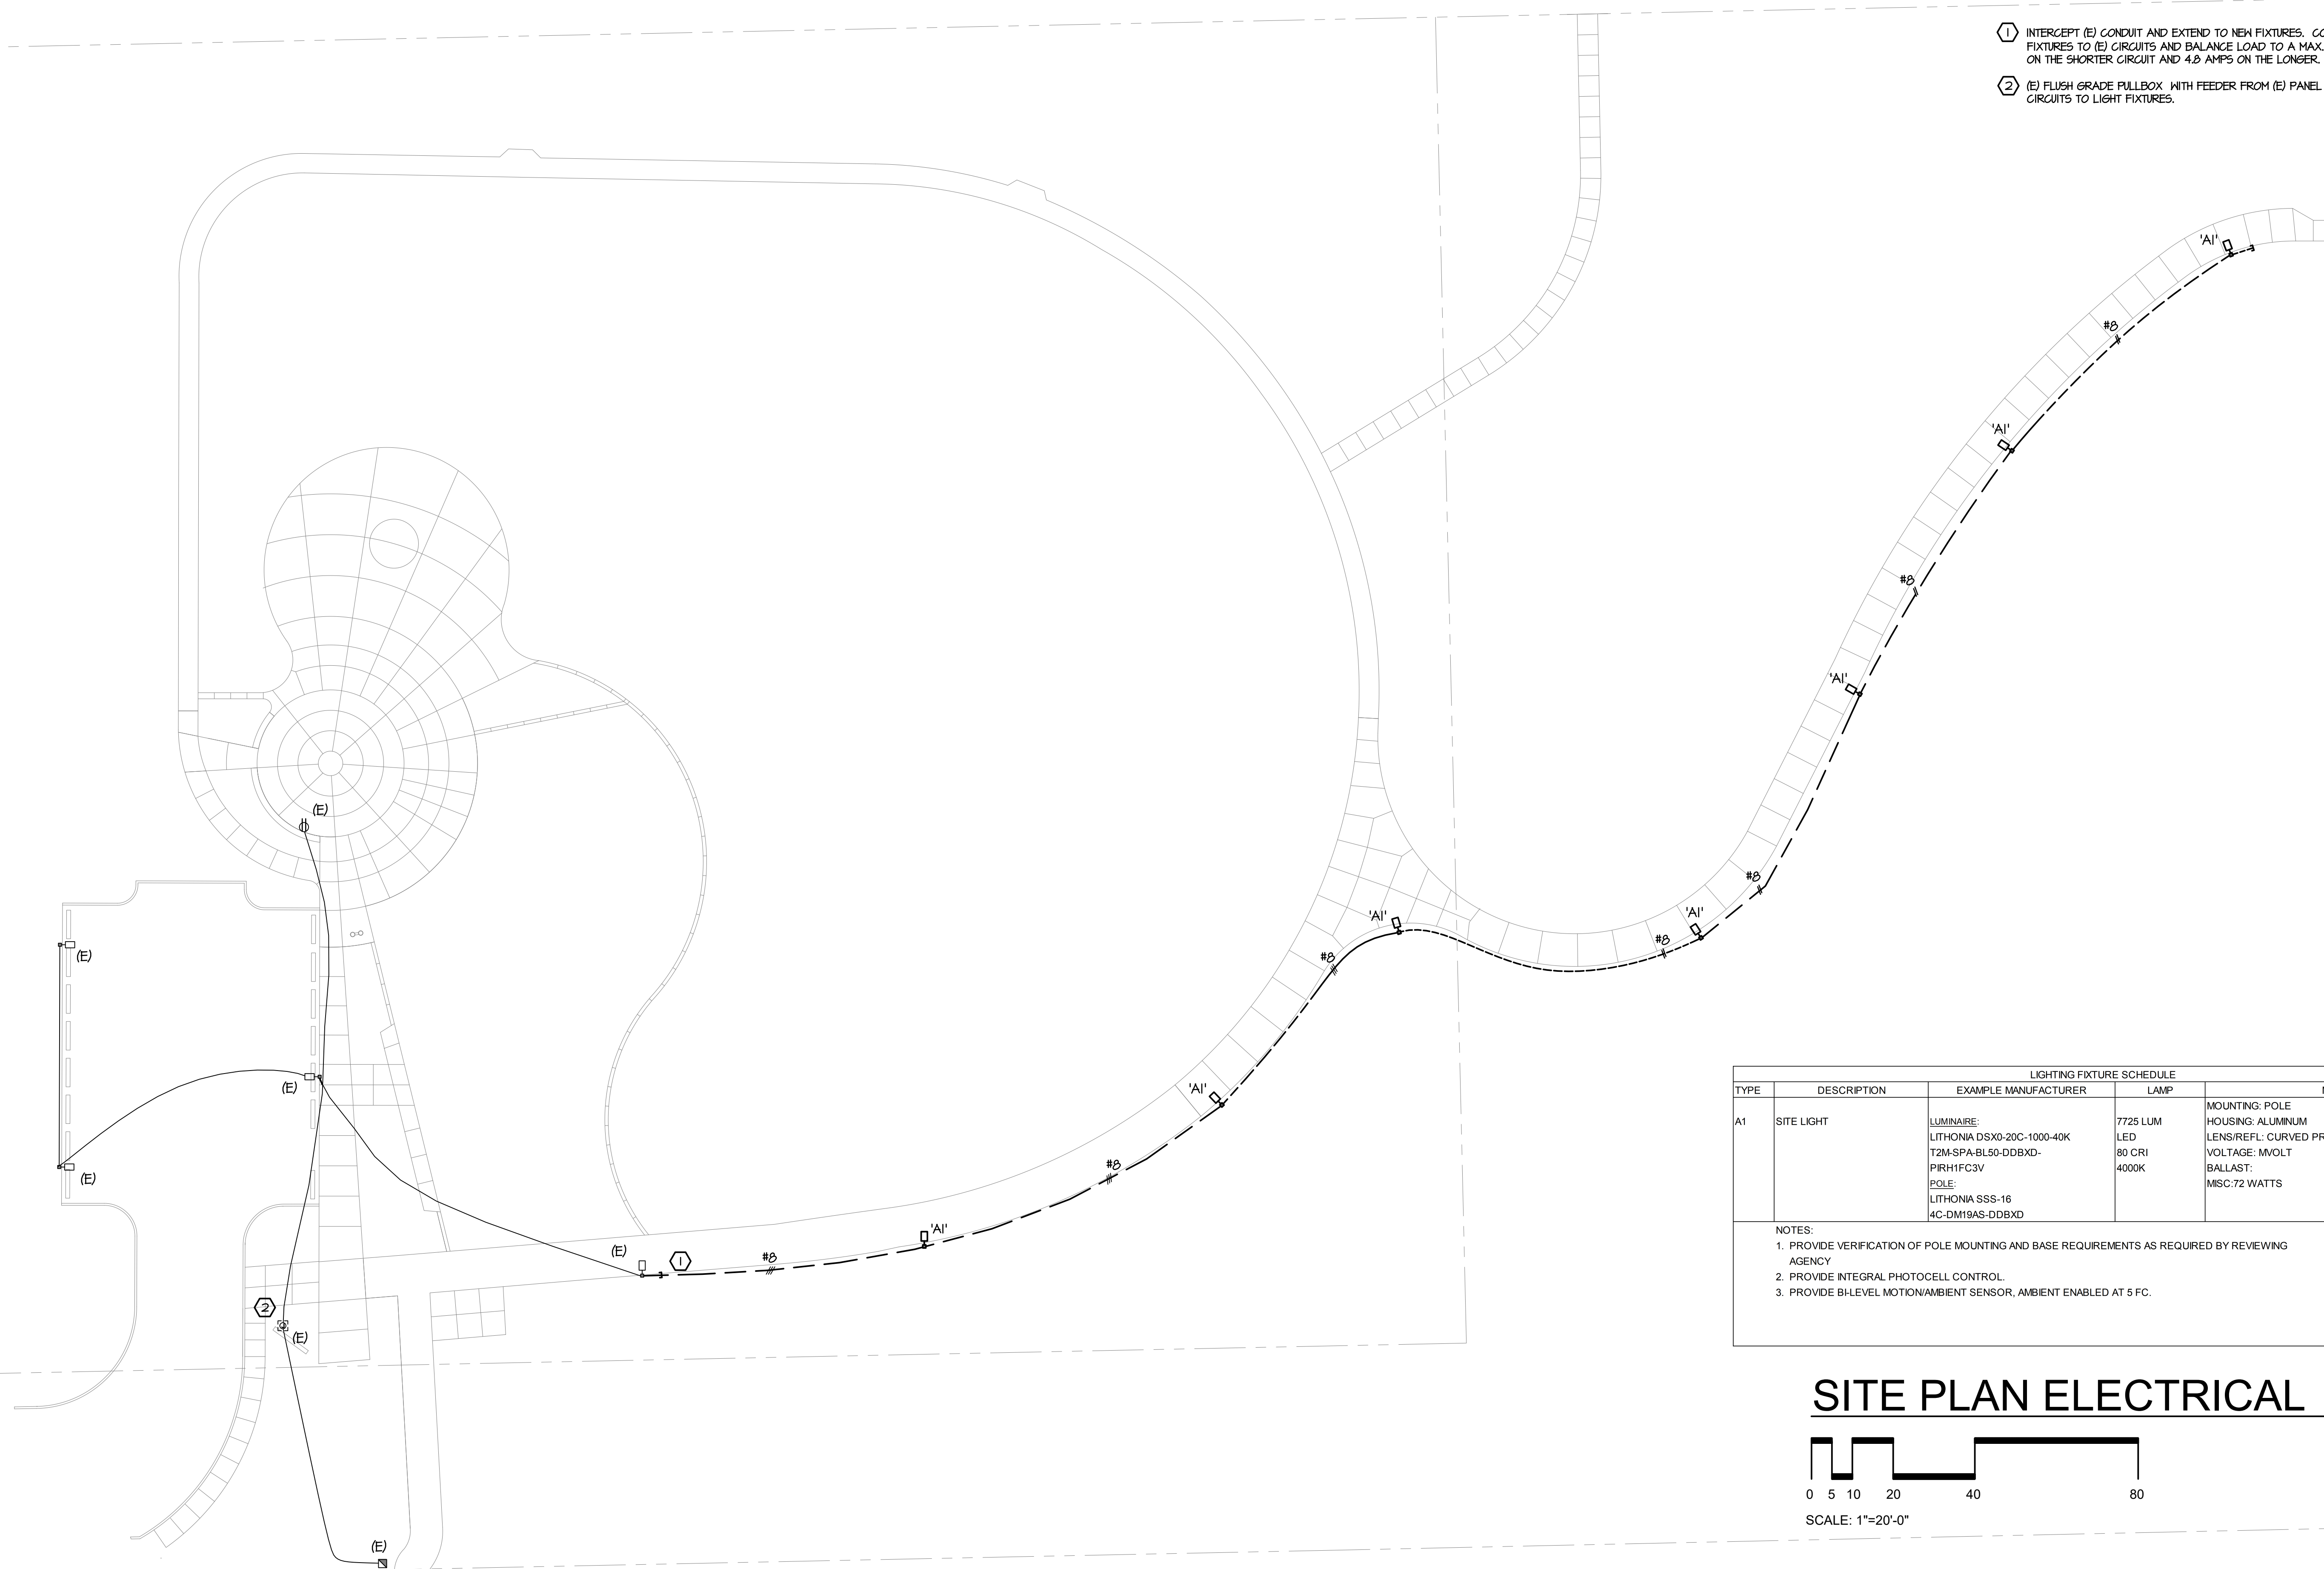 1 INTERCEPT (E) CONDUIT AND EXTEND TO NEW FIXTURES.
FIXTURES TO (E) CIRCUITS AND BALANCE LOAD TO A MAX.
ON THE SHORTER CIRCUIT AND 4.8 AMPS ON THE LONGER.
2 (E) FLUSH GRADE PULLBOX WITH FEEDER FROM (E) PANEL
CIRCUITS TO LIGHT FIXTURES.
'A1'
#8
'A1'
#8
'A1'
(E)
#8
'A1'
'A1'
#8
(E)
#8
(E)
'A1'
#8
(E)
'A1'
(E)
1
#8
2
(E)
(E)
LIGHTING FIXTURE SCHEDULE
TYPE DESCRIPTION EXAMPLE MANUFACTURER LAMP
MOUNTING: POLE
A1 SITE LIGHT LUMINAIRE: 7725 LUM HOUSING: ALUMINUM
LITHONIA DSX0-20C-1000-40K LED LENS/REFL: CURVED
T2M-SPA-BL50-DDBXD- 80 CRI VOLTAGE: MVOLT
PIRH1FC3V 4000K BALLAST:
POLE: MISC:72 WATTS
LITHONIA SSS-16
4C-DM19AS-DDBXD
NOTES:
1. PROVIDE VERIFICATION OF POLE MOUNTING AND BASE REQUIREMENTS AS REQUIRED BY REVIEWING
AGENCY
2. PROVIDE INTEGRAL PHOTOCELL CONTROL.
3. PROVIDE BI-LEVEL MOTION/AMBIENT SENSOR, AMBIENT ENABLED AT 5 FC.
SITE PLAN ELECTRICAL
0 5 10 20 40 80
SCALE: 1"=20'-0"